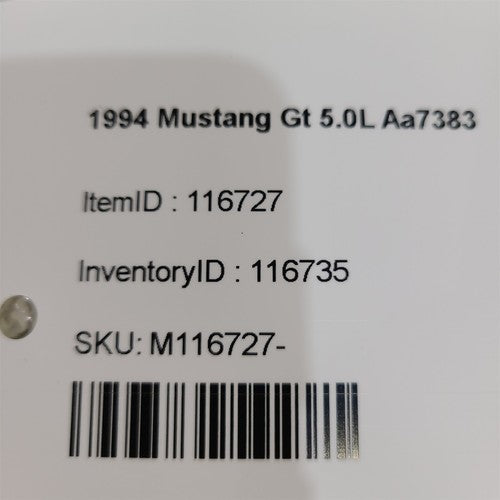 1994 Mustang Gt 5.0L Aa7383
ItemID : 116727
InventoryID : 116735
SKU: M116727-